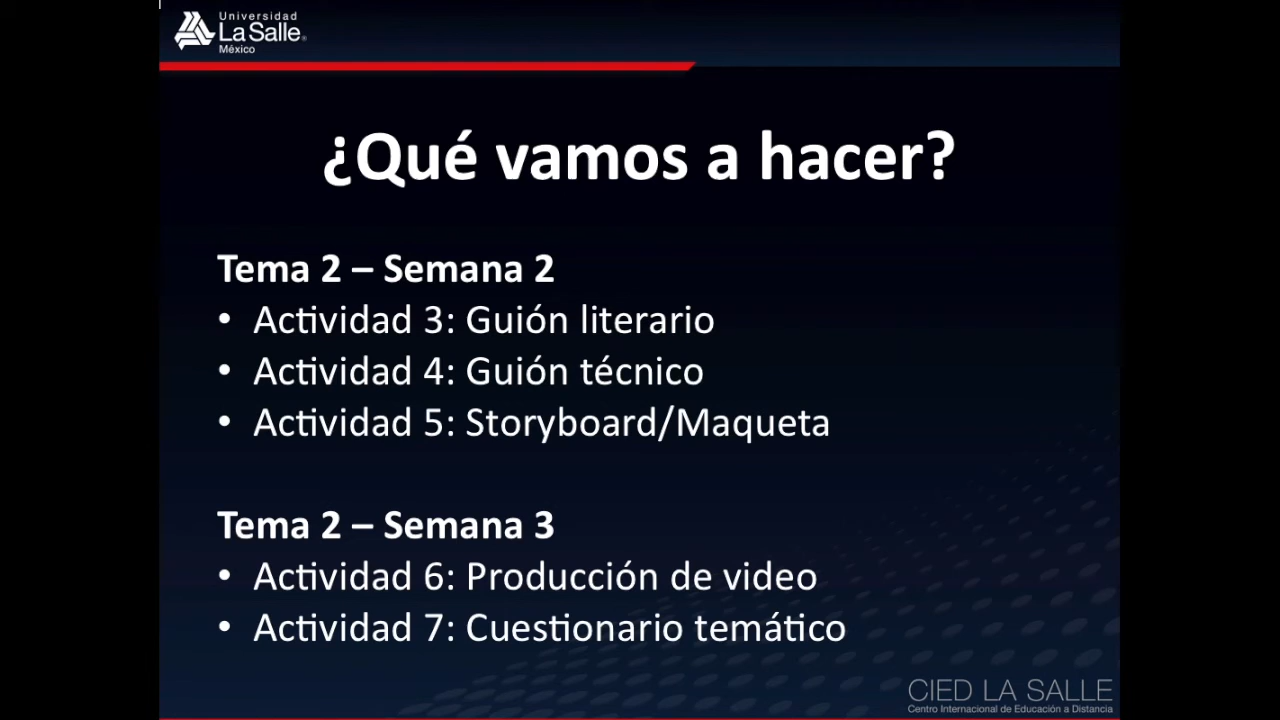 Universidad
La Salle®
México
¿Qué vamos a hacer?
Tema 2 – Semana 2
• Actividad 3: Guión literario
• Actividad 4: Guión técnico
• Actividad 5: Storyboard/Maqueta
Tema 2 – Semana 3
• Actividad 6: Producción de video
• Actividad 7: Cuestionario temático
CIED LA SALLE
Centro Internacional de Educación a Distancia